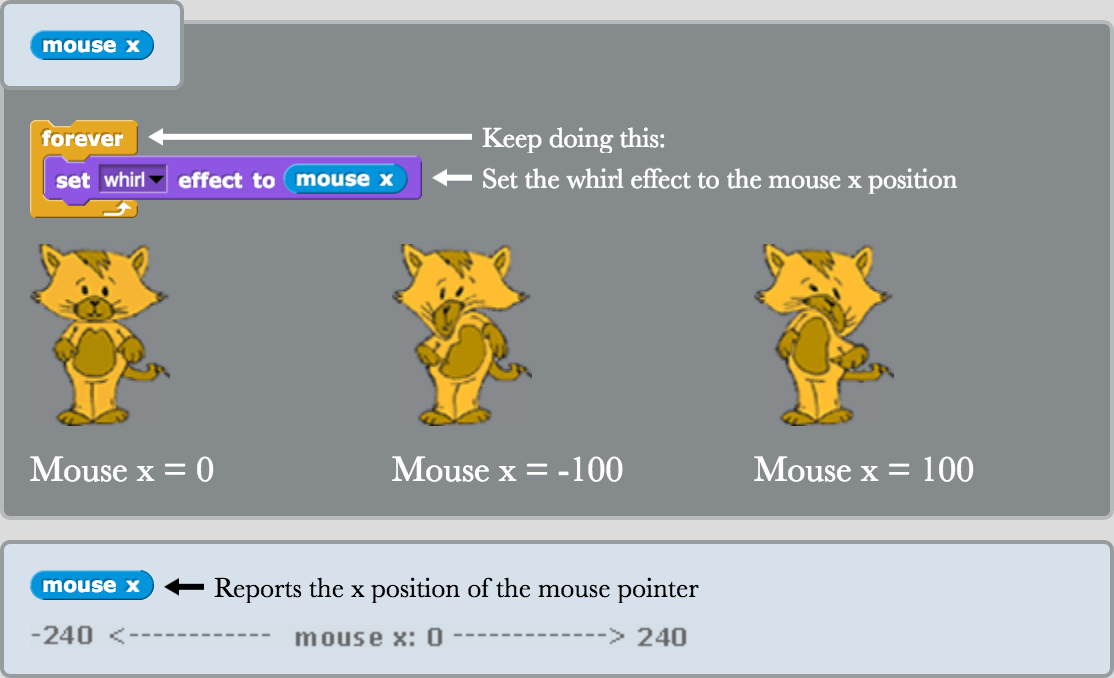 mouse x
forever
Keep doing this:
set whirl effect to mouse x
Set the whirl effect to the mouse x position
Mouse x = 0
Mouse x = -100
Mouse x = 100
mouse x
Reports the x position of the mouse pointer
-240 <------------ mouse x: 0 -------------> 240